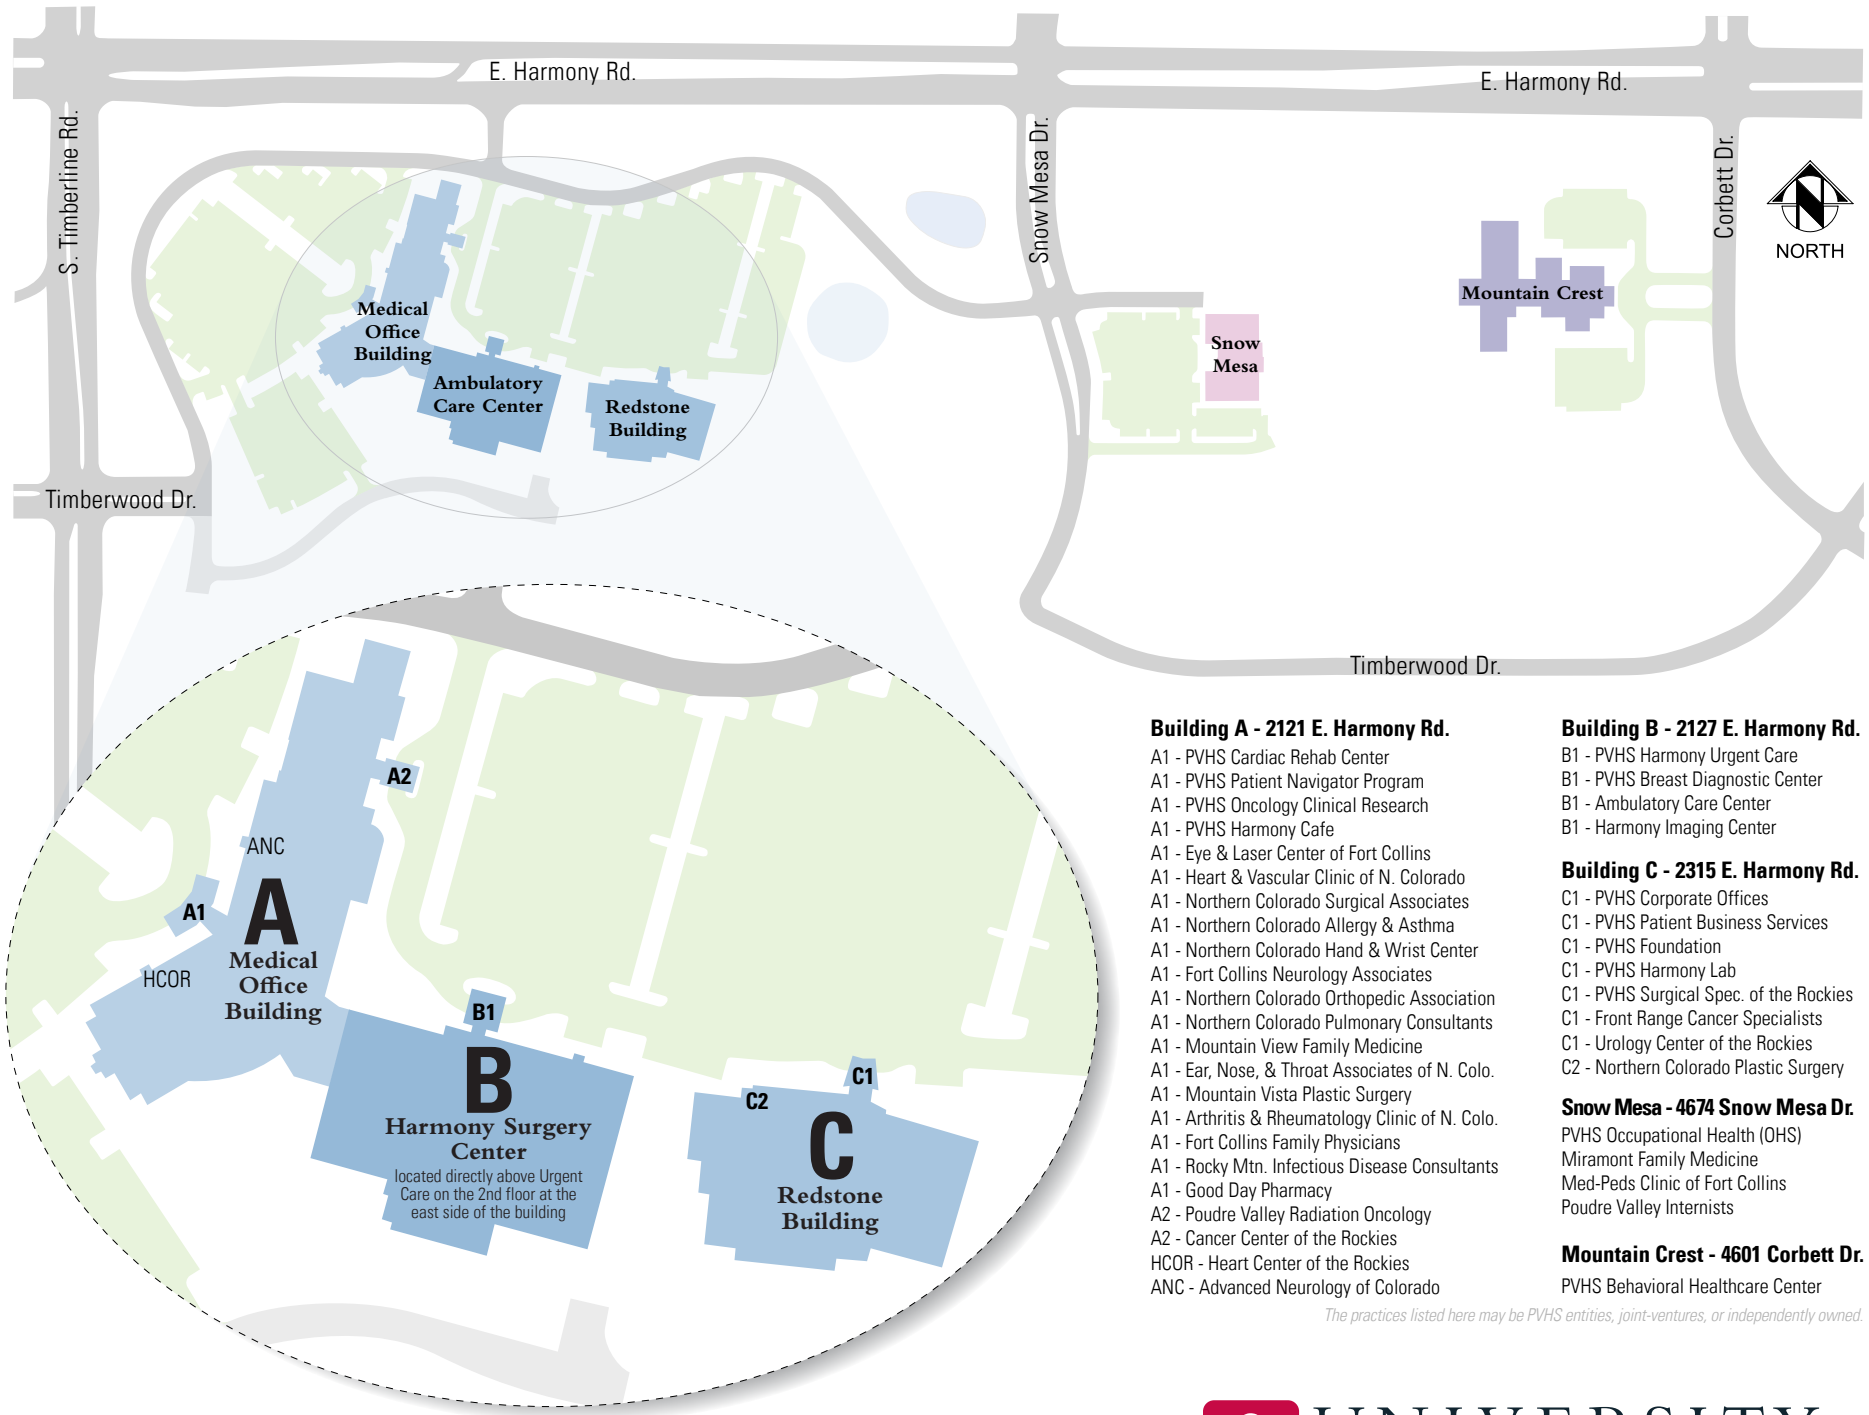 E. Harmony Rd.
E. Harmony Rd.
S. Timberline Rd.
Snow Mesa Dr.
Corbett Dr.
N
NORTH
Medical
Office
Building
Ambulatory
Care Center
Redstone
Building
Snow
Mesa
Mountain Crest
Timberwood Dr.
Timberwood Dr.
A2
ANC
A1
A
HCOR
Medical
Office
Building
B1
B
Harmony Surgery
Center
located directly above Urgent
Care on the 2nd floor at the
east side of the building
C1
C2
C
Redstone
Building
Building A - 2121 E. Harmony Rd.
A1 - PVHS Cardiac Rehab Center
A1 - PVHS Patient Navigator Program
A1 - PVHS Oncology Clinical Research
A1 - PVHS Harmony Cafe
A1 - Eye & Laser Center of Fort Collins
A1 - Heart & Vascular Clinic of N. Colorado
A1 - Northern Colorado Surgical Associates
A1 - Northern Colorado Allergy & Asthma
A1 - Northern Colorado Hand & Wrist Center
A1 - Fort Collins Neurology Associates
A1 - Northern Colorado Orthopedic Association
A1 - Northern Colorado Pulmonary Consultants
A1 - Mountain View Family Medicine
A1 - Ear, Nose, & Throat Associates of N. Colo.
A1 - Mountain Vista Plastic Surgery
A1 - Arthritis & Rheumatology Clinic of N. Colo.
A1 - Fort Collins Family Physicians
A1 - Rocky Mtn. Infectious Disease Consultants
A1 - Good Day Pharmacy
A2 - Poudre Valley Radiation Oncology
A2 - Cancer Center of the Rockies
HCOR - Heart Center of the Rockies
ANC - Advanced Neurology of Colorado
Building B - 2127 E. Harmony Rd.
B1 - PVHS Harmony Urgent Care
B1 - PVHS Breast Diagnostic Center
B1 - Ambulatory Care Center
B1 - Harmony Imaging Center
Building C - 2315 E. Harmony Rd.
C1 - PVHS Corporate Offices
C1 - PVHS Patient Business Services
C1 - PVHS Foundation
C1 - PVHS Harmony Lab
C1 - PVHS Surgical Spec. of the Rockies
C1 - Front Range Cancer Specialists
C1 - Urology Center of the Rockies
C2 - Northern Colorado Plastic Surgery
Snow Mesa - 4674 Snow Mesa Dr.
PVHS Occupational Health (OHS)
Miramont Family Medicine
Med-Peds Clinic of Fort Collins
Poudre Valley Internists
Mountain Crest - 4601 Corbett Dr.
PVHS Behavioral Healthcare Center
The practices listed here may be PVHS entities, joint-ventures, or independently owned.
UNIVERSITY